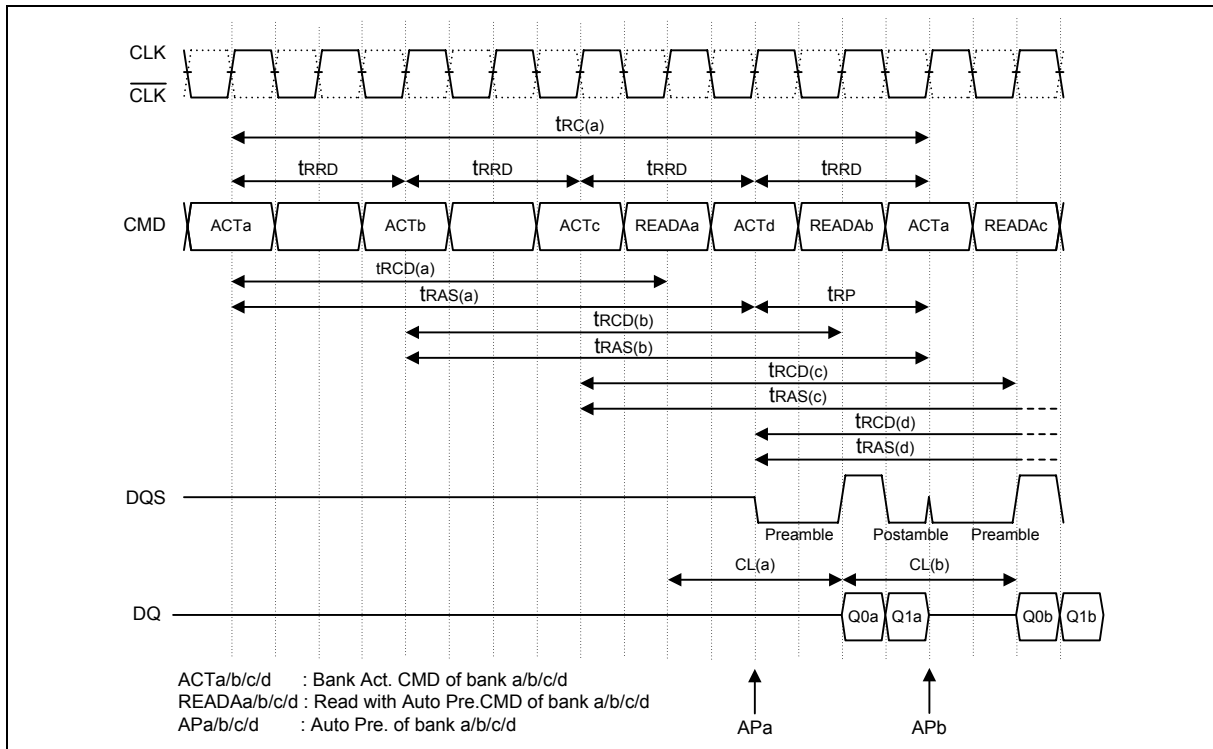 CLK
CLK
tRC(a)
tRRD tRRD tRRD tRRD
CMD ACTa ACTb ACTc READAa ACTd READAb ACTa READAc
tRCD(a)
tRAS(a) tRP
tRCD(b)
tRAS(b)
tRCD(c)
tRAS(c)
tRCD(d)
tRAS(d)
DQS
Preamble Postamble Preamble
CL(a) CL(b)
DQ Q0a Q1a Q0b Q1b
ACTa/b/c/d : Bank Act. CMD of bank a/b/c/d
READAa/b/c/d : Read with Auto Pre.CMD of bank a/b/c/d
APa/b/c/d : Auto Pre. of bank a/b/c/d
APa APb